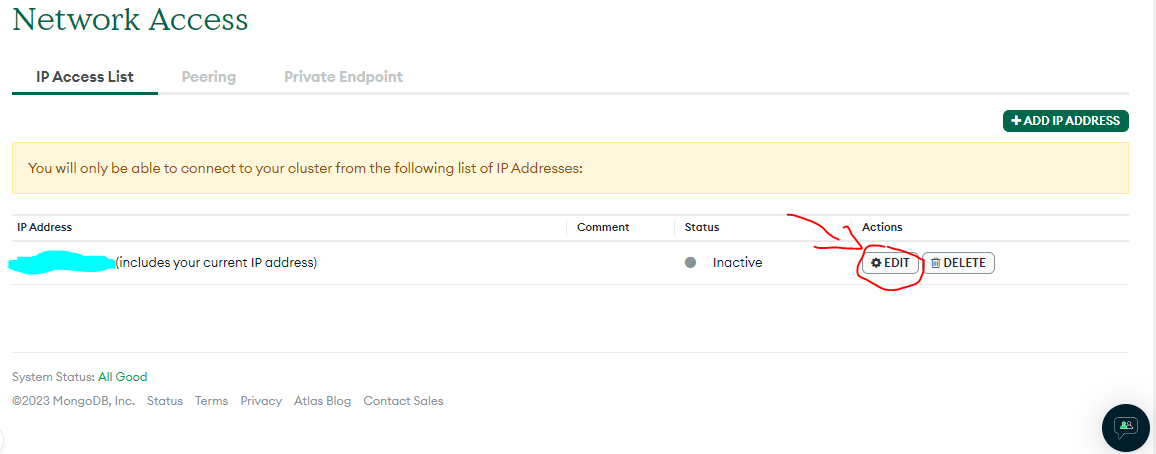 Network Access
IP Access List Peering Private Endpoint
+ ADD IP ADDRESS
You will only be able to connect to your cluster from the following list of IP Addresses:
IP Address Comment Status Actions
(includes your current IP address) Inactive EDIT DELETE
System Status: All Good
©2023 MongoDB, Inc. Status Terms Privacy Atlas Blog Contact Sales